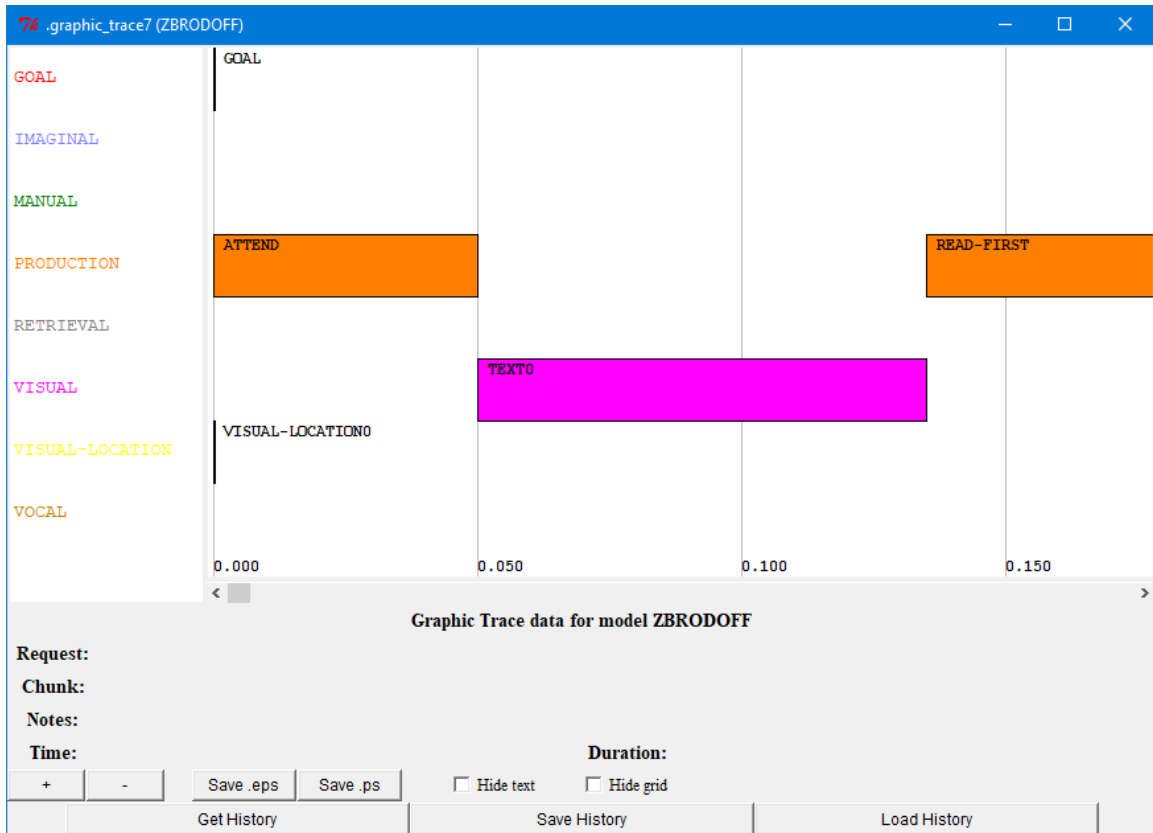 .graphic_trace7 (ZBRODOFF)
GOAL
GOAL
IMAGINAL
MANUAL
ATTEND
READ-FIRST
PRODUCTION
RETRIEVAL
TEXT0
VISUAL
VISUAL-LOCATION0
VISUAL-LOCATION
VOCAL
0.000 0.050 0.100 0.150
Graphic Trace data for model ZBRODOFF
Request:
Chunk:
Notes:
Time: Duration:
+ - Save .eps Save .ps Hide text Hide grid
Get History Save History Load History